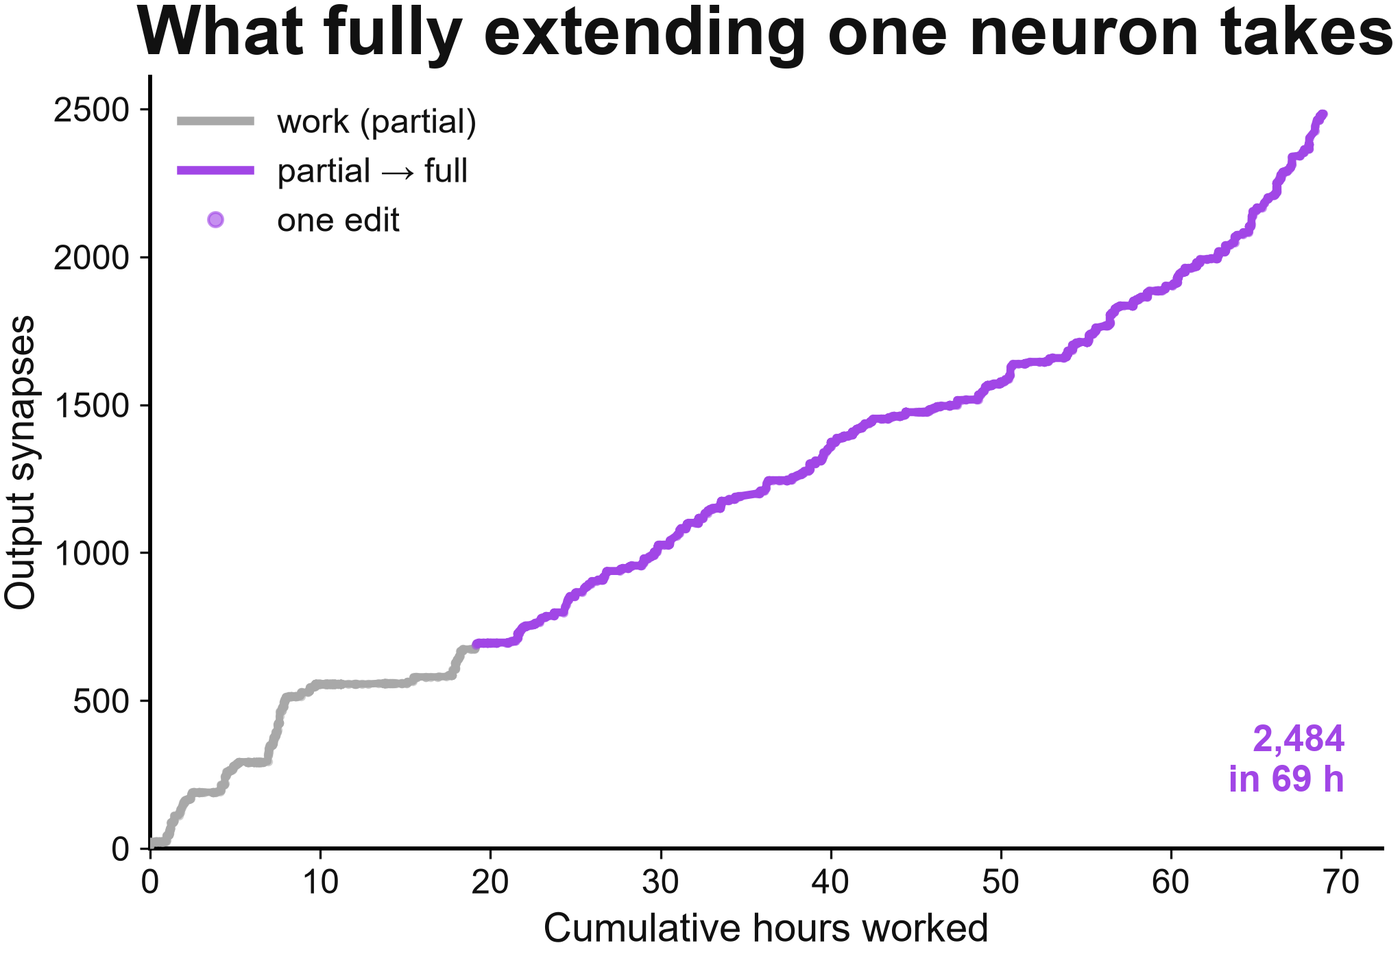 What fully extending one neuron takes
work (partial)
partial → full
one edit
2500
2000
1500
1000
500
0
Output synapses
2,484
in 69 h
0 10 20 30 40 50 60 70
Cumulative hours worked